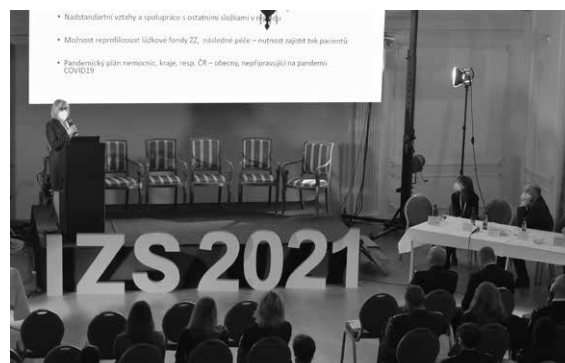 • Nadstandartní vztahy a spolupráce s ostatními složkami v
• Možnost reprofilizovat lůžkové fondy ZZ, následné péče – nutnost zajistit tok pacientů
• Pandemický plán nemocnic, kraje, resp. ČR – obecný, nepřipravující na pandemii
COVID19
IZS 2021